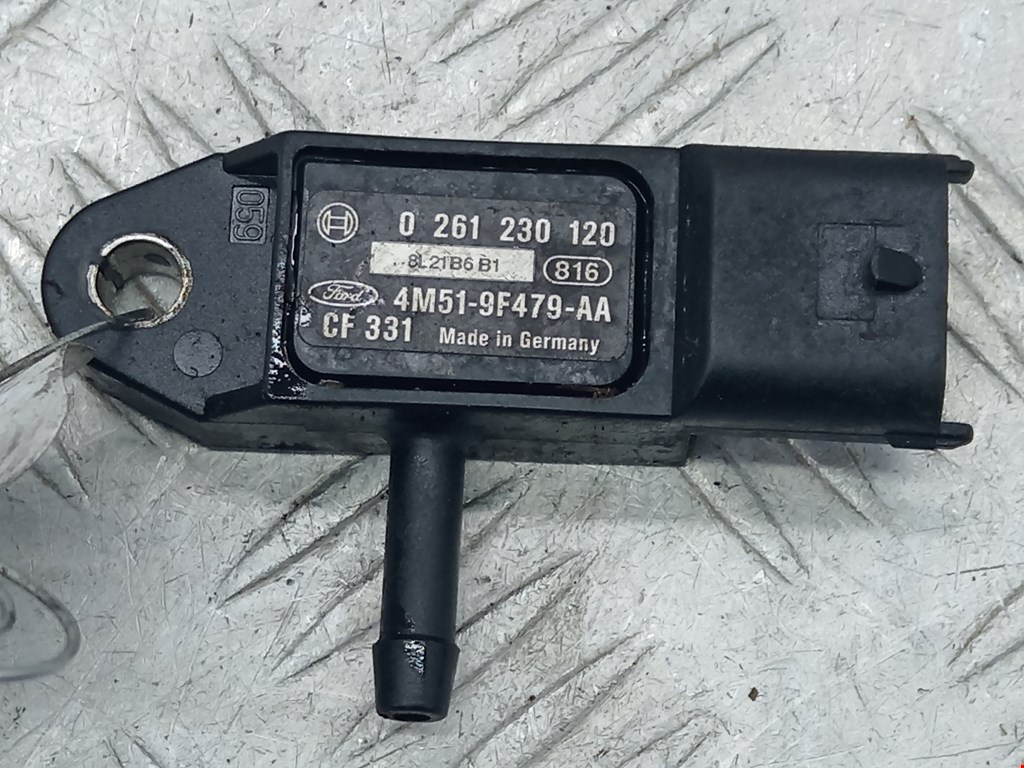 059
0 261 230 120
8L21B6 B1 816
Ford 4M51-9F479-AA
CF 331 Made in Germany